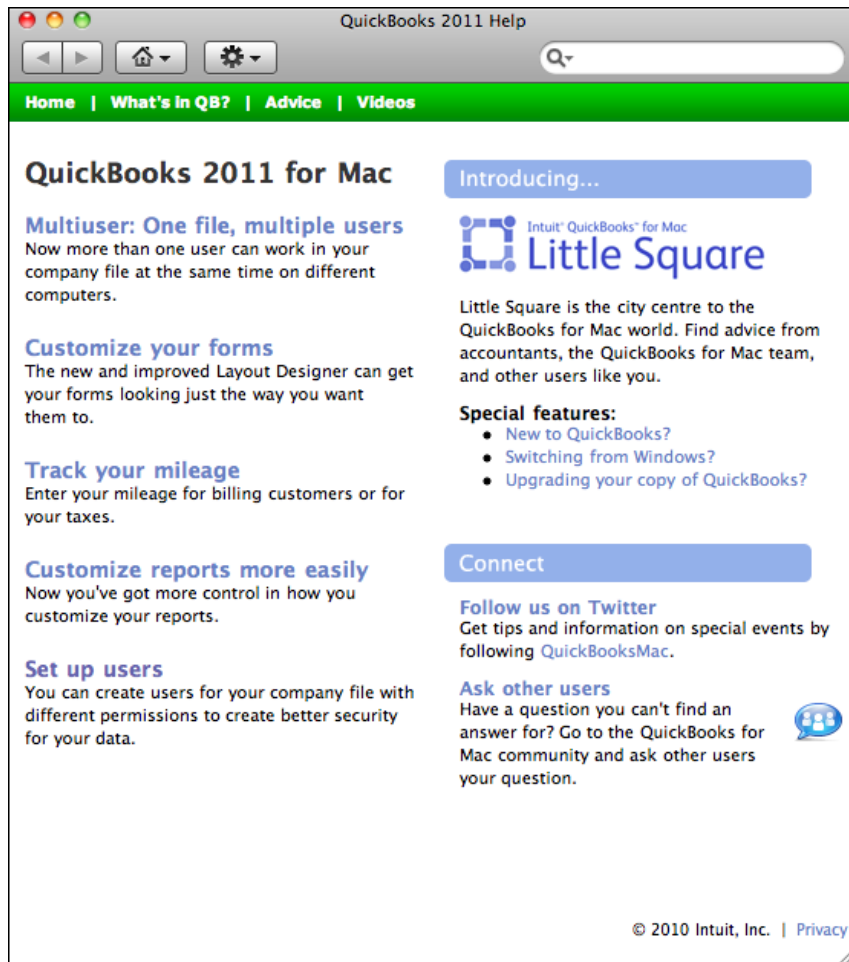 QuickBooks 2011 Help
Home | What's in QB? | Advice | Videos
QuickBooks 2011 for Mac
Multiuser: One file, multiple users
Now more than one user can work in your
company file at the same time on different
computers.
Customize your forms
The new and improved Layout Designer can get
your forms looking just the way you want
them to.
Track your mileage
Enter your mileage for billing customers or for
your taxes.
Customize reports more easily
Now you've got more control in how you
customize your reports.
Set up users
You can create users for your company file with
different permissions to create better security
for your data.
Introducing...
Intuit® QuickBooks® for Mac
Little Square
Little Square is the city centre to the
QuickBooks for Mac world. Find advice from
accountants, the QuickBooks for Mac team,
and other users like you.
Special features:
• New to QuickBooks?
• Switching from Windows?
• Upgrading your copy of QuickBooks?
Connect
Follow us on Twitter
Get tips and information on special events by
following QuickBooksMac.
Ask other users
Have a question you can't find an
answer for? Go to the QuickBooks for
Mac community and ask other users
your question.
© 2010 Intuit, Inc. | Privacy